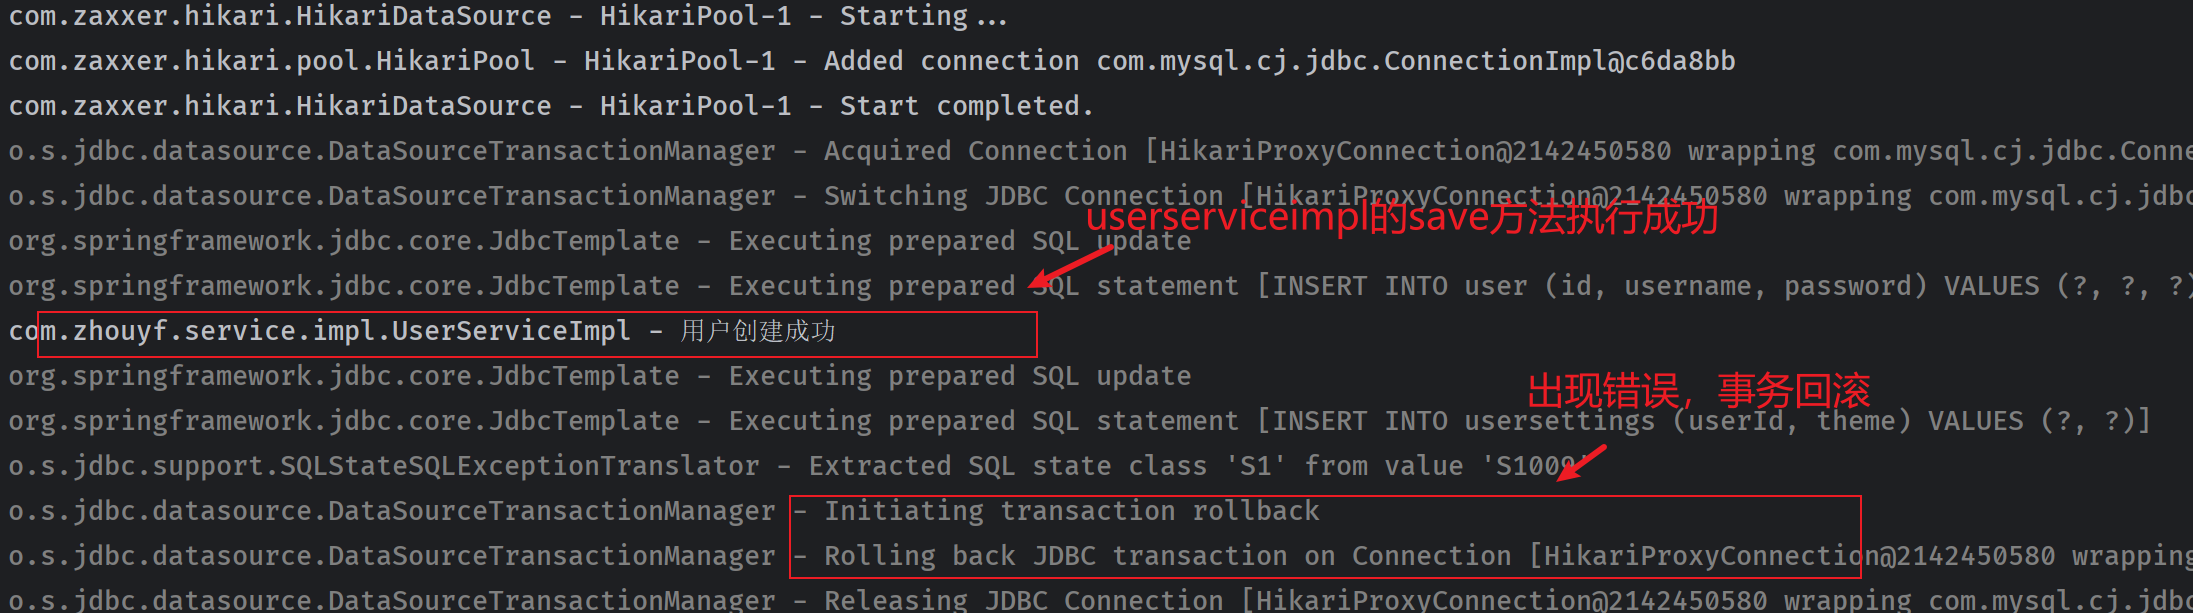 com.zaxxer.hikari.HikariDataSource - HikariPool-1 - Starting...
com.zaxxer.hikari.pool.HikariPool - HikariPool-1 - Added connection com.mysql.cj.jdbc.ConnectionImpl@c6da8bb
com.zaxxer.hikari.HikariDataSource - HikariPool-1 - Start completed.
o.s.jdbc.datasource.DataSourceTransactionManager - Acquired Connection [HikariProxyConnection@2142450580 wrapping com.mysql.cj.jdbc.Conne
o.s.jdbc.datasource.DataSourceTransactionManager - Switching JDBC Connection [HikariProxyConnection@2142450580 wrapping com.mysql.cj.jdbc
userserviceimpl的save方法执行成功
org.springframework.jdbc.core.JdbcTemplate - Executing prepared SQL update
org.springframework.jdbc.core.JdbcTemplate - Executing prepared SQL statement [INSERT INTO user (id, username, password) VALUES (?, ?, ?)
com.zhouyf.service.impl.UserServiceImpl - 用户创建成功
org.springframework.jdbc.core.JdbcTemplate - Executing prepared SQL update
出现错误，事务回滚
org.springframework.jdbc.core.JdbcTemplate - Executing prepared SQL statement [INSERT INTO usersettings (userId, theme) VALUES (?, ?)]
o.s.jdbc.support.SQLStateSQLExceptionTranslator - Extracted SQL state class 'S1' from value 'S1009'
o.s.jdbc.datasource.DataSourceTransactionManager - Initiating transaction rollback
o.s.jdbc.datasource.DataSourceTransactionManager - Rolling back JDBC transaction on Connection [HikariProxyConnection@2142450580 wrapping
o.s.jdbc.datasource.DataSourceTransactionManager - Releasing JDBC Connection [HikariProxyConnection@2142450580 wrapping com.mysql.cj.jdbc